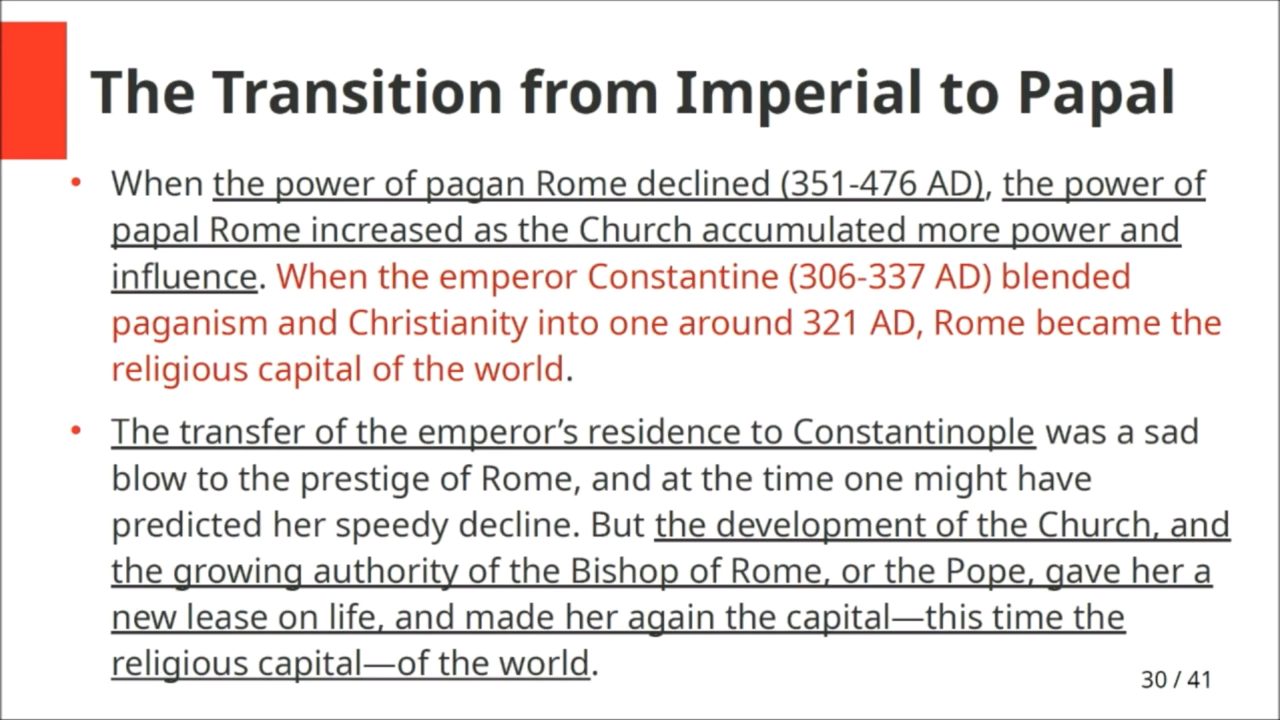 The Transition from Imperial to Papal
• When the power of pagan Rome declined (351-476 AD), the power of
papal Rome increased as the Church accumulated more power and
influence. When the emperor Constantine (306-337 AD) blended
paganism and Christianity into one around 321 AD, Rome became the
religious capital of the world.
• The transfer of the emperor’s residence to Constantinople was a sad
blow to the prestige of Rome, and at the time one might have
predicted her speedy decline. But the development of the Church, and
the growing authority of the Bishop of Rome, or the Pope, gave her a
new lease on life, and made her again the capital—this time the
religious capital—of the world.
30 / 41